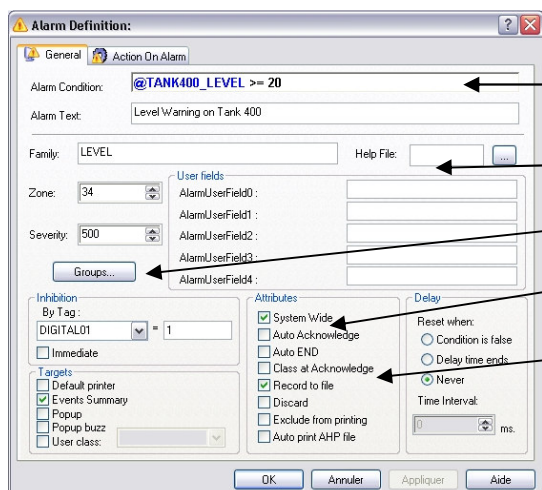 Alarm Definition:
General
Action On Alarm
Alarm Condition:
@TANK400_LEVEL >= 20
Alarm Text:
Level Warning on Tank 400
Family:
LEVEL
Help File:
...
Zone:
34
Severity:
500
Groups...
User fields
AlarmUserField0 :
AlarmUserField1 :
AlarmUserField2 :
AlarmUserField3 :
AlarmUserField4 :
Inhibition
By Tag :
DIGITAL01
= 1
Immediate
Targets
Default printer
Events Summary
Popup
Popup buzz
User class:
Attributes
System Wide
Auto Acknowledge
Auto END
Class at Acknowledge
Record to file
Discard
Exclude from printing
Auto print AHP file
Delay
Reset when:
Condition is false
Delay time ends
Never
Time Interval:
0 ms.
OK
Annuler
Appliquer
Aide